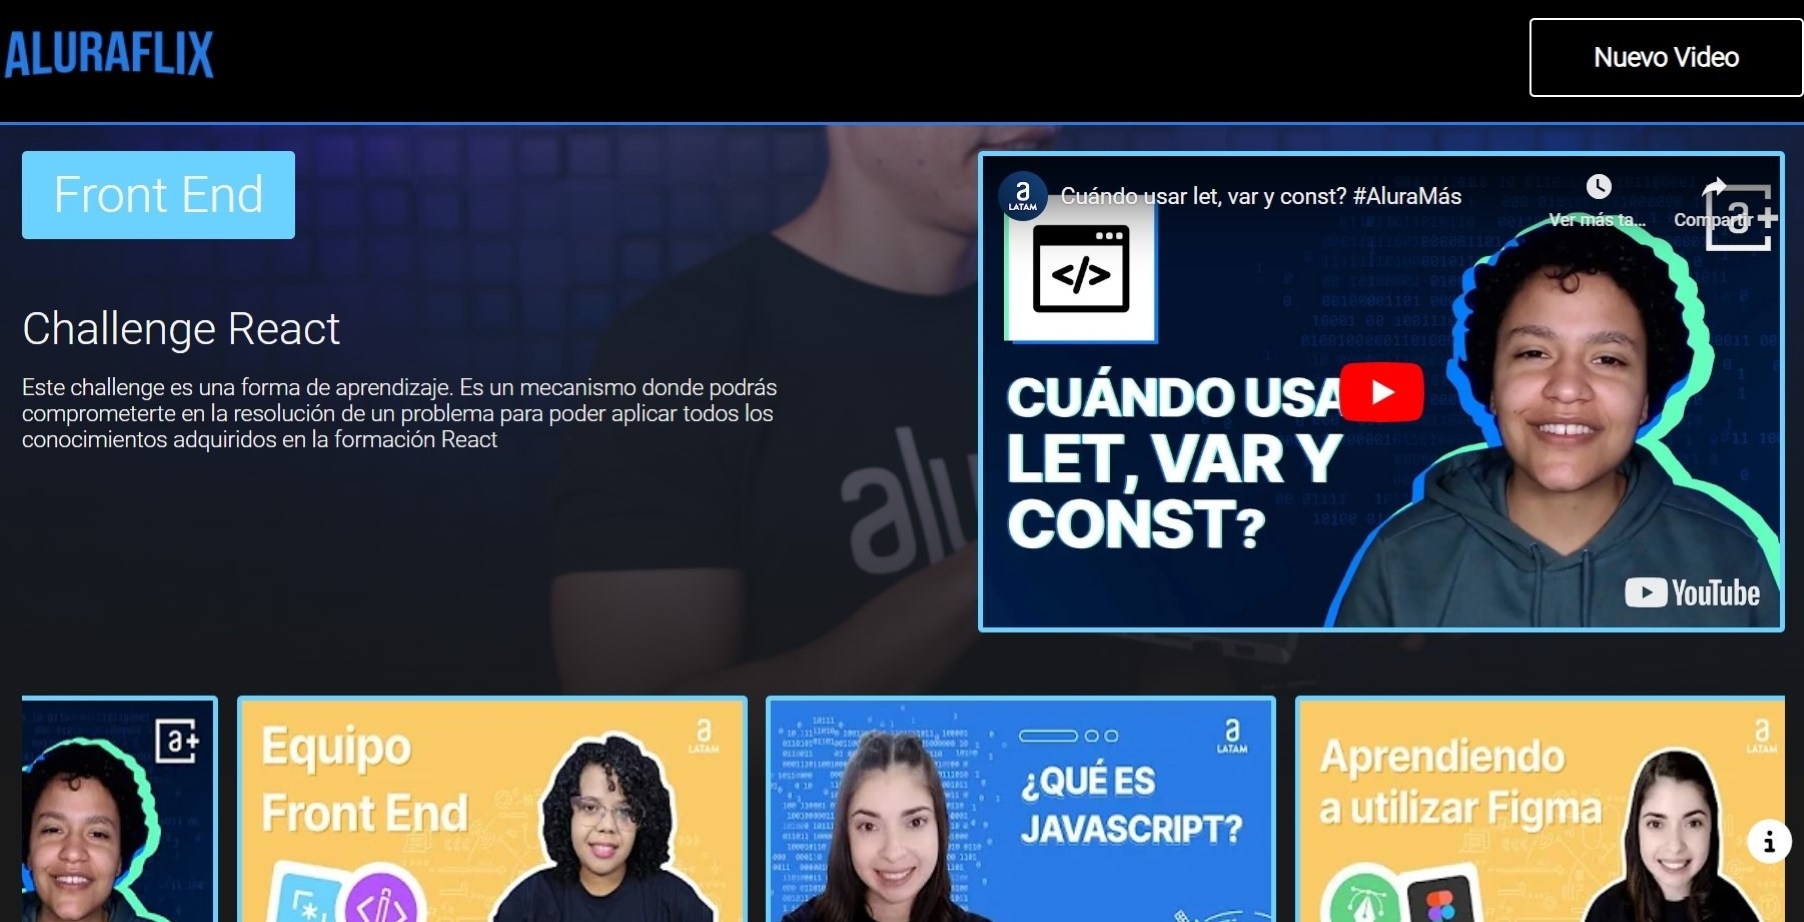 ALURAFLIX
Nuevo Video
Front End
Challenge React
Este challenge es una forma de aprendizaje. Es un mecanismo donde podrás
comprometerte en la resolución de un problema para poder aplicar todos los
conocimientos adquiridos en la formación React
alu
a
LATAM
Cuándo usar let, var y const? #AluraMás
Ver más ta...
Compartir
a+
</>
CUÁNDO USA
LET, VAR Y
CONST?
YouTube
a+
Equipo
Front End
a
LATAM
¿QUÉ ES
JAVASCRIPT?
a
LATAM
Aprendiendo
a utilizar Figma
a
LATAM
i